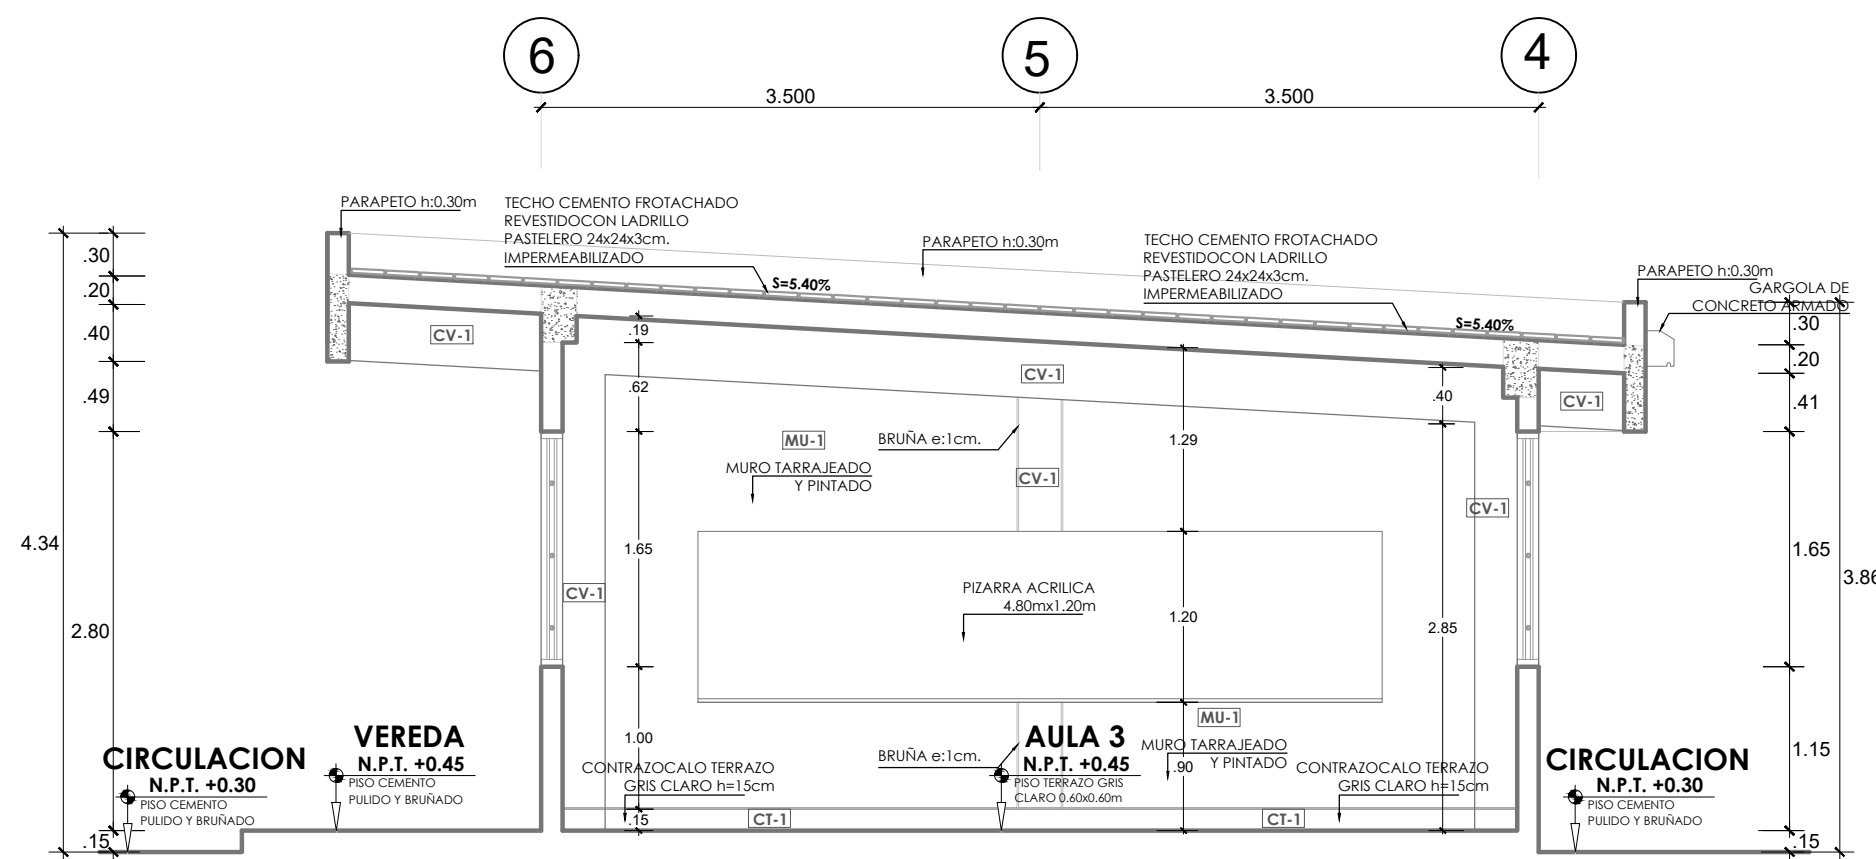 6
5
4
3.500
3.500
PARAPETO h:0.30m
TECHO CEMENTO FROTACHADO
REVESTIDOCON LADRILLO
PASTELERO 24x24x3cm.
IMPERMEABILIZADO
S=5.40%
PARAPETO h:0.30m
TECHO CEMENTO FROTACHADO
REVESTIDOCON LADRILLO
PASTELERO 24x24x3cm.
IMPERMEABILIZADO
S=5.40%
PARAPETO h:0.30m
GARGOLA DE
CONCRETO ARMADO
.30
.20
.40
.49
2.80
.15
4.34
CV-1
.19
.62
1.65
1.00
.15
CV-1
CV-1
MU-1
MURO TARRAJEADO
Y PINTADO
BRUÑA e:1cm.
CV-1
1.29
1.20
.90
.40
2.85
CV-1
CV-1
PIZARRA ACRILICA
4.80mx1.20m
MU-1
MURO TARRAJEADO
Y PINTADO
BRUÑA e:1cm.
CIRCULACION
N.P.T. +0.30
PISO CEMENTO
PULIDO Y BRUÑADO
VEREDA
N.P.T. +0.45
PISO CEMENTO
PULIDO Y BRUÑADO
CONTRAZOCALO TERRAZO
GRIS CLARO h=15cm
CT-1
AULA 3
N.P.T. +0.45
PISO TERRAZO GRIS
CLARO 0.60x0.60m
CONTRAZOCALO TERRAZO
GRIS CLARO h=15cm
CT-1
CIRCULACION
N.P.T. +0.30
PISO CEMENTO
PULIDO Y BRUÑADO
.30
.20
.41
1.65
1.15
.15
3.86